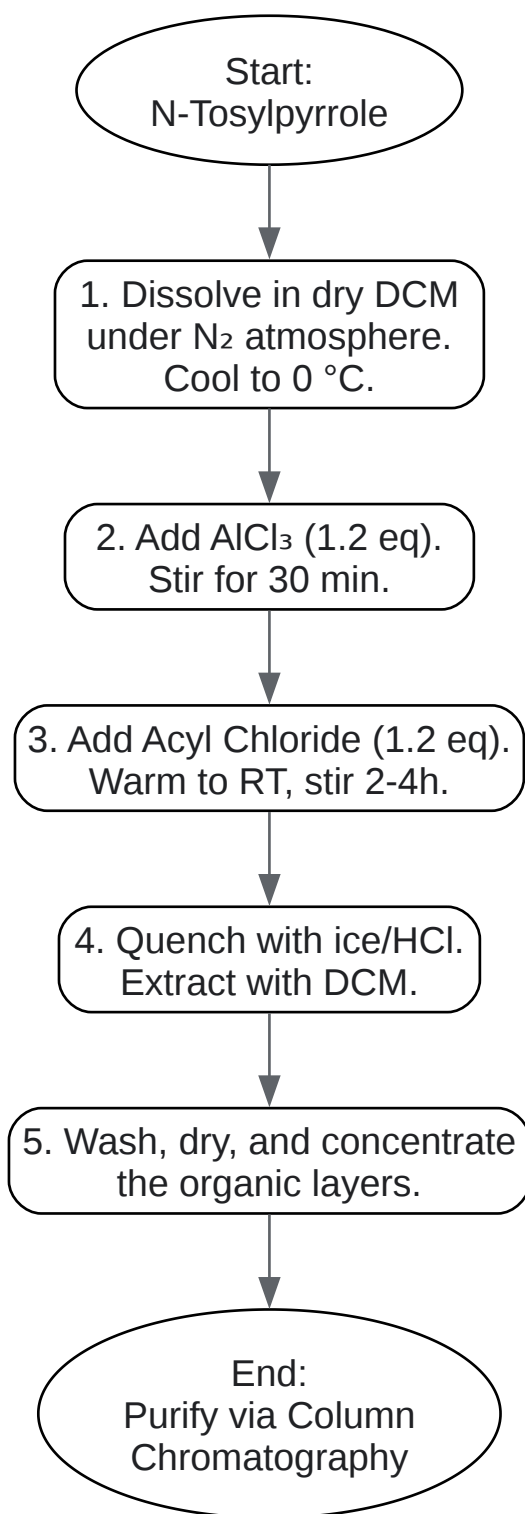 Start:
N-Tosylpyrrole
1. Dissolve in dry DCM
under N₂ atmosphere.
Cool to 0 °C.
2. Add AlCl₃ (1.2 eq).
Stir for 30 min.
3. Add Acyl Chloride (1.2 eq).
Warm to RT, stir 2-4h.
4. Quench with ice/HCl.
Extract with DCM.
5. Wash, dry, and concentrate
the organic layers.
End:
Purify via Column
Chromatography